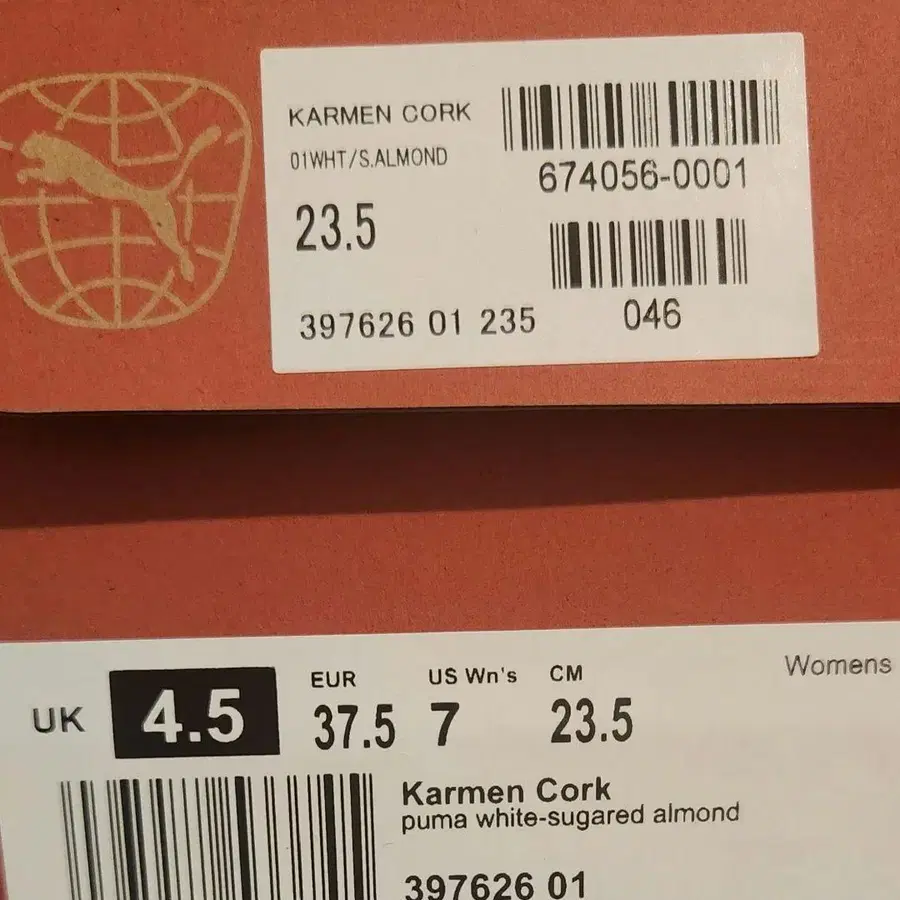 KARMEN CORK
01WHT/S.ALMOND
674056-0001
23.5
397626 01 235
046
Womens
UK 4.5
EUR 37.5
US Wn's 7
CM 23.5
Karmen Cork
puma white-sugared almond
397626 01